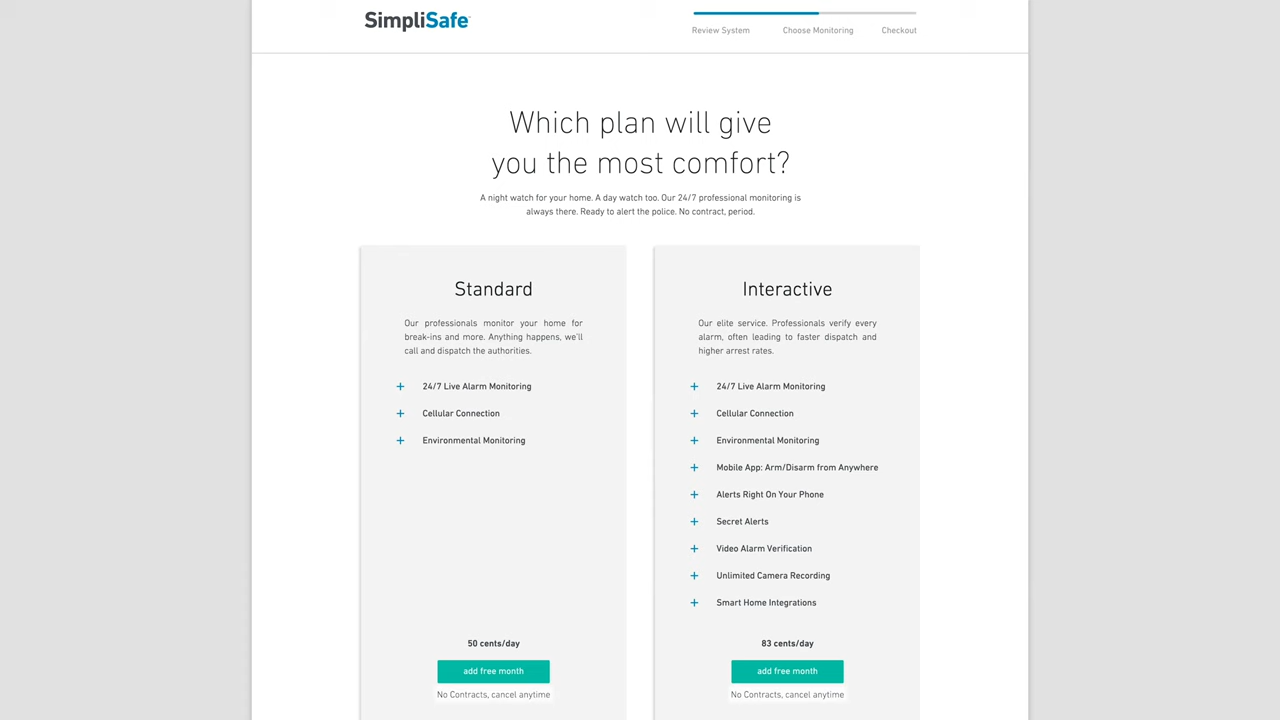 SimpliSafe
Review System
Choose Monitoring
Checkout
Which plan will give
you the most comfort?
A night watch for your home. A day watch too. Our 24/7 professional monitoring is
always there. Ready to alert the police. No contract, period.
Standard
Our professionals monitor your home for
break-ins and more. Anything happens, we'll
call and dispatch the authorities.
+ 24/7 Live Alarm Monitoring
+ Cellular Connection
+ Environmental Monitoring
50 cents/day
add free month
No Contracts, cancel anytime
Interactive
Our elite service. Professionals verify every
alarm, often leading to faster dispatch and
higher arrest rates.
+ 24/7 Live Alarm Monitoring
+ Cellular Connection
+ Environmental Monitoring
+ Mobile App: Arm/Disarm from Anywhere
+ Alerts Right On Your Phone
+ Secret Alerts
+ Video Alarm Verification
+ Unlimited Camera Recording
+ Smart Home Integrations
83 cents/day
add free month
No Contracts, cancel anytime